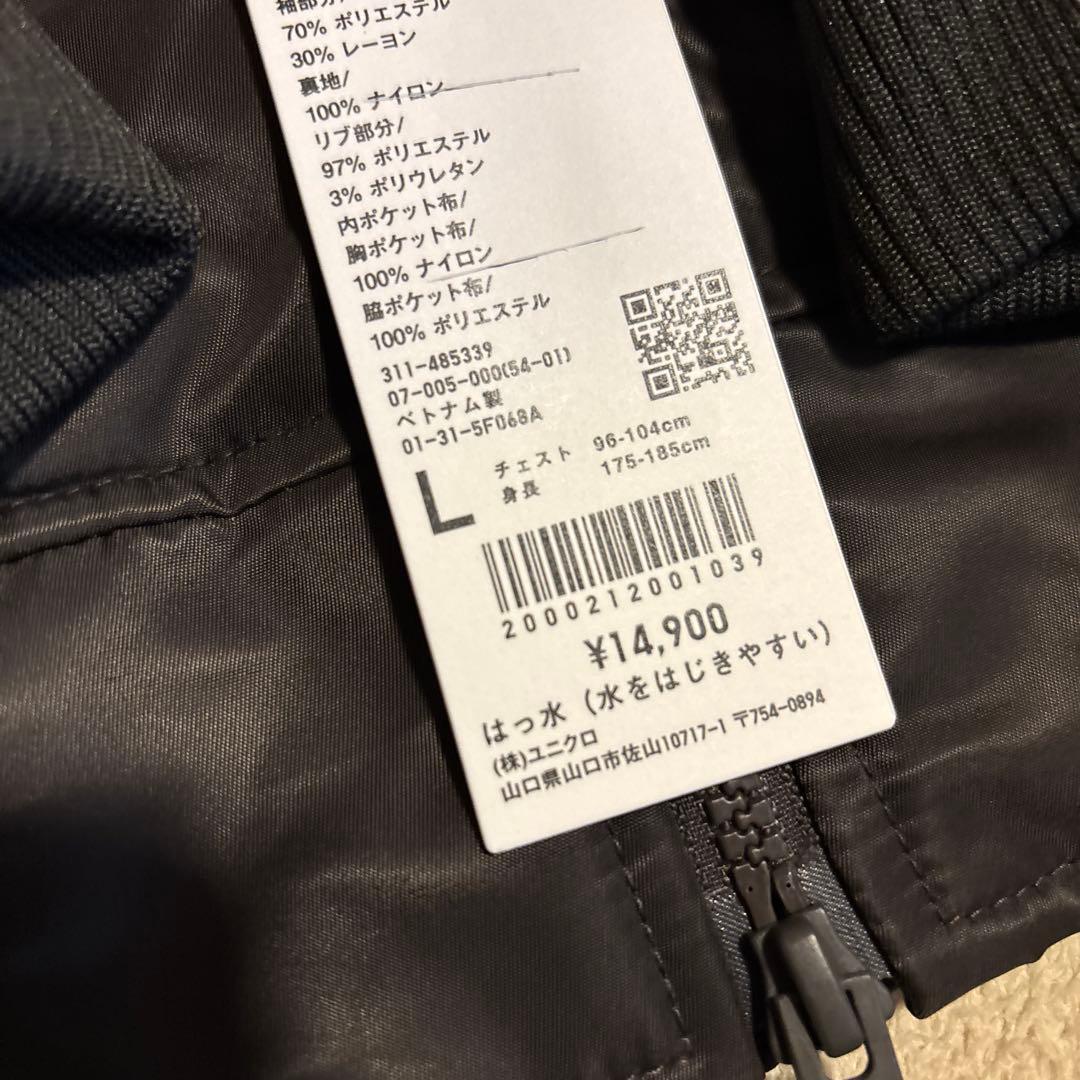 袖部分/
70% ポリエステル
30% レーヨン
裏地/
100% ナイロン
リブ部分/
97% ポリエステル
3% ポリウレタン
内ポケット布/
胸ポケット布/
100% ナイロン
脇ポケット布/
100% ポリエステル
311-485339
07-005-000(54-01)
ベトナム製
01-31-5F068A
L
チェスト 96-104cm
身長 175-185cm
2000212001039
¥14,900
はっ水 (水をはじきやすい)
(株)ユニクロ
山口県山口市佐山10717-1 〒754-0894